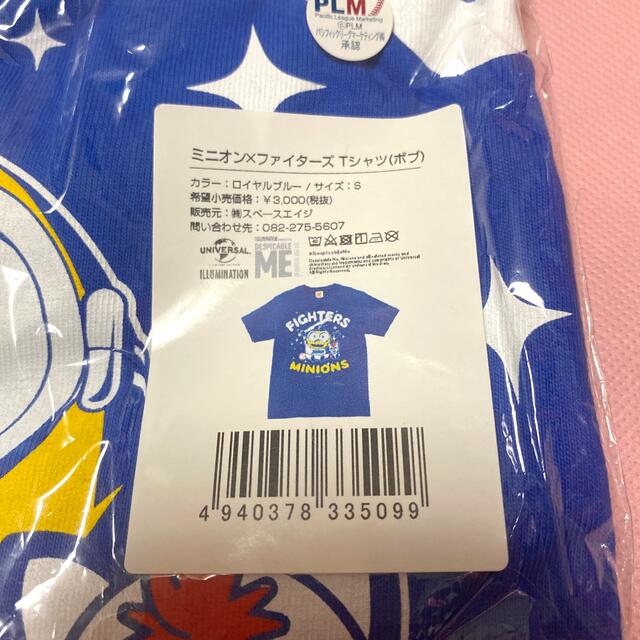 PLM
Pacific League Marketing
©PLM
パシフィックリーグマーケティング㈱
承認
ミニオン×ファイターズ Tシャツ(ボブ)
カラー：ロイヤルブルー / サイズ：S
希望小売価格：￥3,000(税抜)
販売元：㈱スペースエイジ
問い合わせ先：082-275-5607
UNIVERSAL
ILLUMINATION
DESPICABLE
ME
FIGHTERS
MINIONS
4 940378 335099